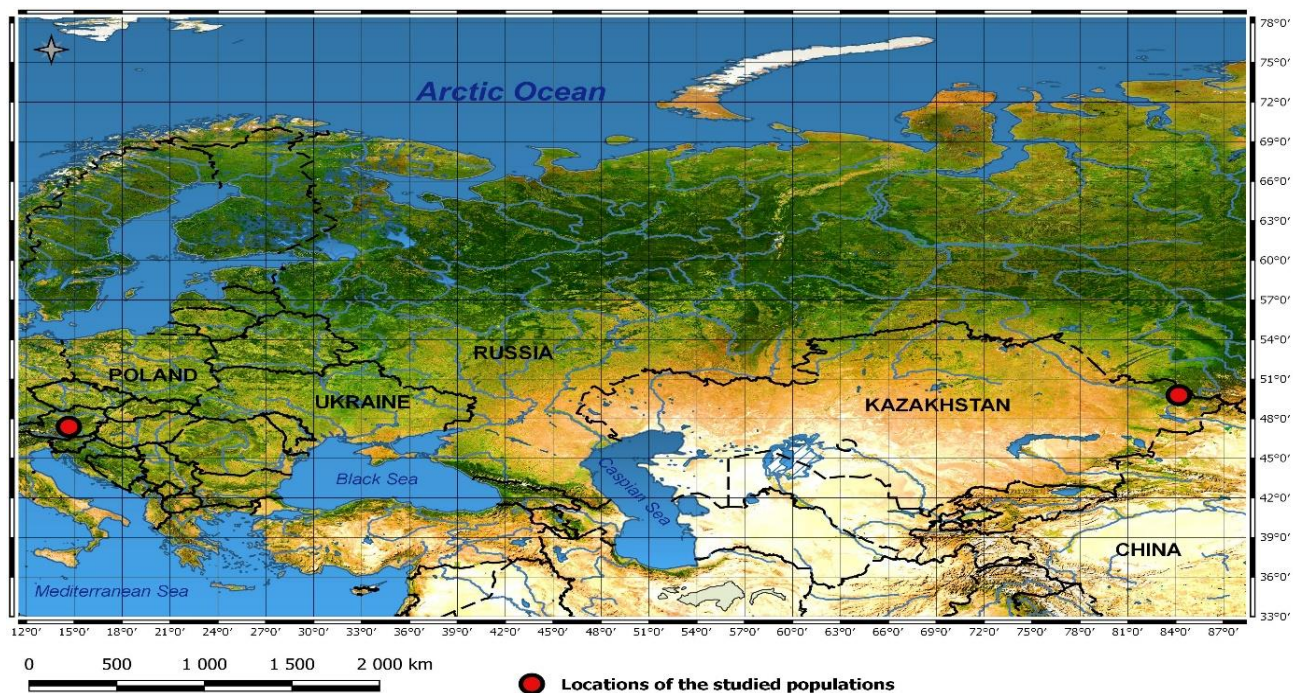 78°0'
75°0'
Arctic Ocean
72°0'
69°0'
66°0'
63°0'
60°0'
57°0'
54°0'
RUSSIA
POLAND
51°0'
UKRAINE
KAZAKHSTAN
48°0'
Black Sea
Caspian Sea
45°0'
42°0'
39°0'
CHINA
36°0'
Mediterranean Sea
33°0'
12°0' 15°0' 18°0' 21°0' 24°0' 27°0' 30°0' 33°0' 36°0' 39°0' 42°0' 45°0' 48°0' 51°0' 54°0' 57°0' 60°0' 63°0' 66°0' 69°0' 72°0' 75°0' 78°0' 81°0' 84°0' 87°0'
0 500 1 000 1 500 2 000 km
Locations of the studied populations